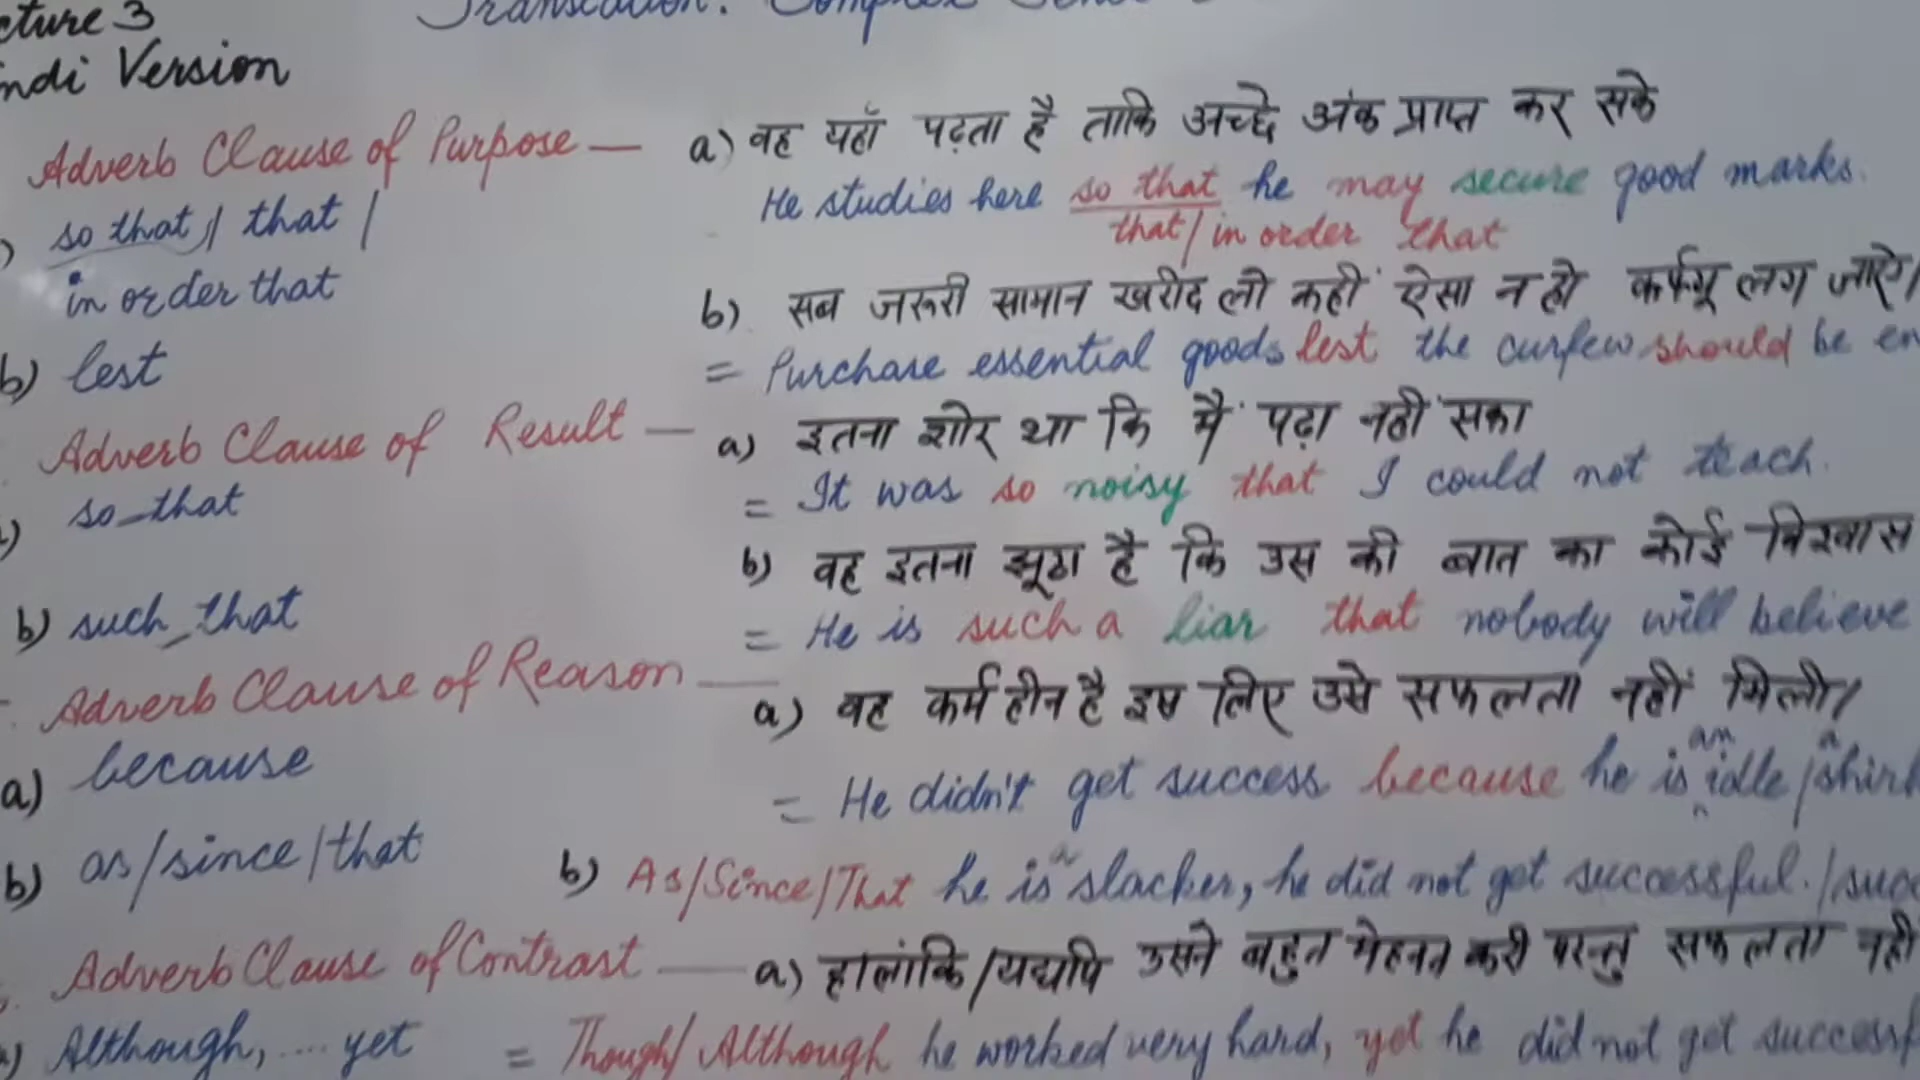 cture 3
Translation: Complex Sente
ndi Version
Adverb Clause of Purpose — a) वह यहाँ पढ़ता है ताकि अच्छे अंक प्राप्त कर सके
He studies here so that he may secure good marks.
so that / that /
that / in order that
in order that
b) सब जरूरी सामान खरीद लो कहीं ऐसा न हो कर्फ्यू लग जाऐ।
b) lest
= Purchase essential goods lest the curfew should be en
Adverb Clause of Result — a) इतना शोर था कि मैं पढ़ा नहीं सका
so_that
= It was so noisy that I could not teach.
b) वह इतना झूठा है कि उस की बात का कोई विश्वास
b) such_that
= He is such a liar that nobody will believe
Adverb Clause of Reason — a) वह कर्महीन है इस लिए उसे सफलता नहीं मिली।
a) because
= He didn't get success because he is an idle / a shirk
b) as/since/that
b) As/Since/That he is a slacker, he did not get successful. / succ
Adverb Clause of Contrast — a) हालांकि/यद्यपि उसने बहुत मेहनत करी परन्तु सफलता नही
) Although, .... yet = Though/Although he worked very hard, yet he did not get successf